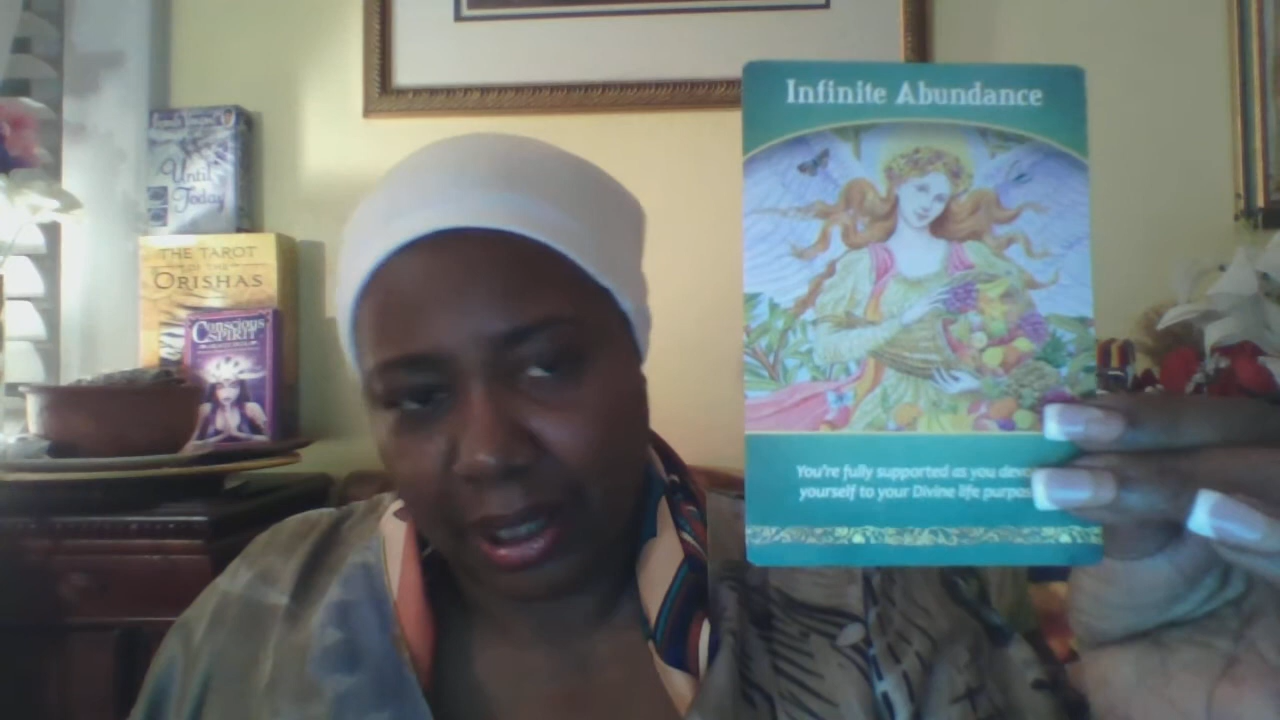 Until
Today
THE TAROT
ORISHAS
CONSCIOUS
SPIRIT
Infinite Abundance
You're fully supported as you
yourself to your Divine life